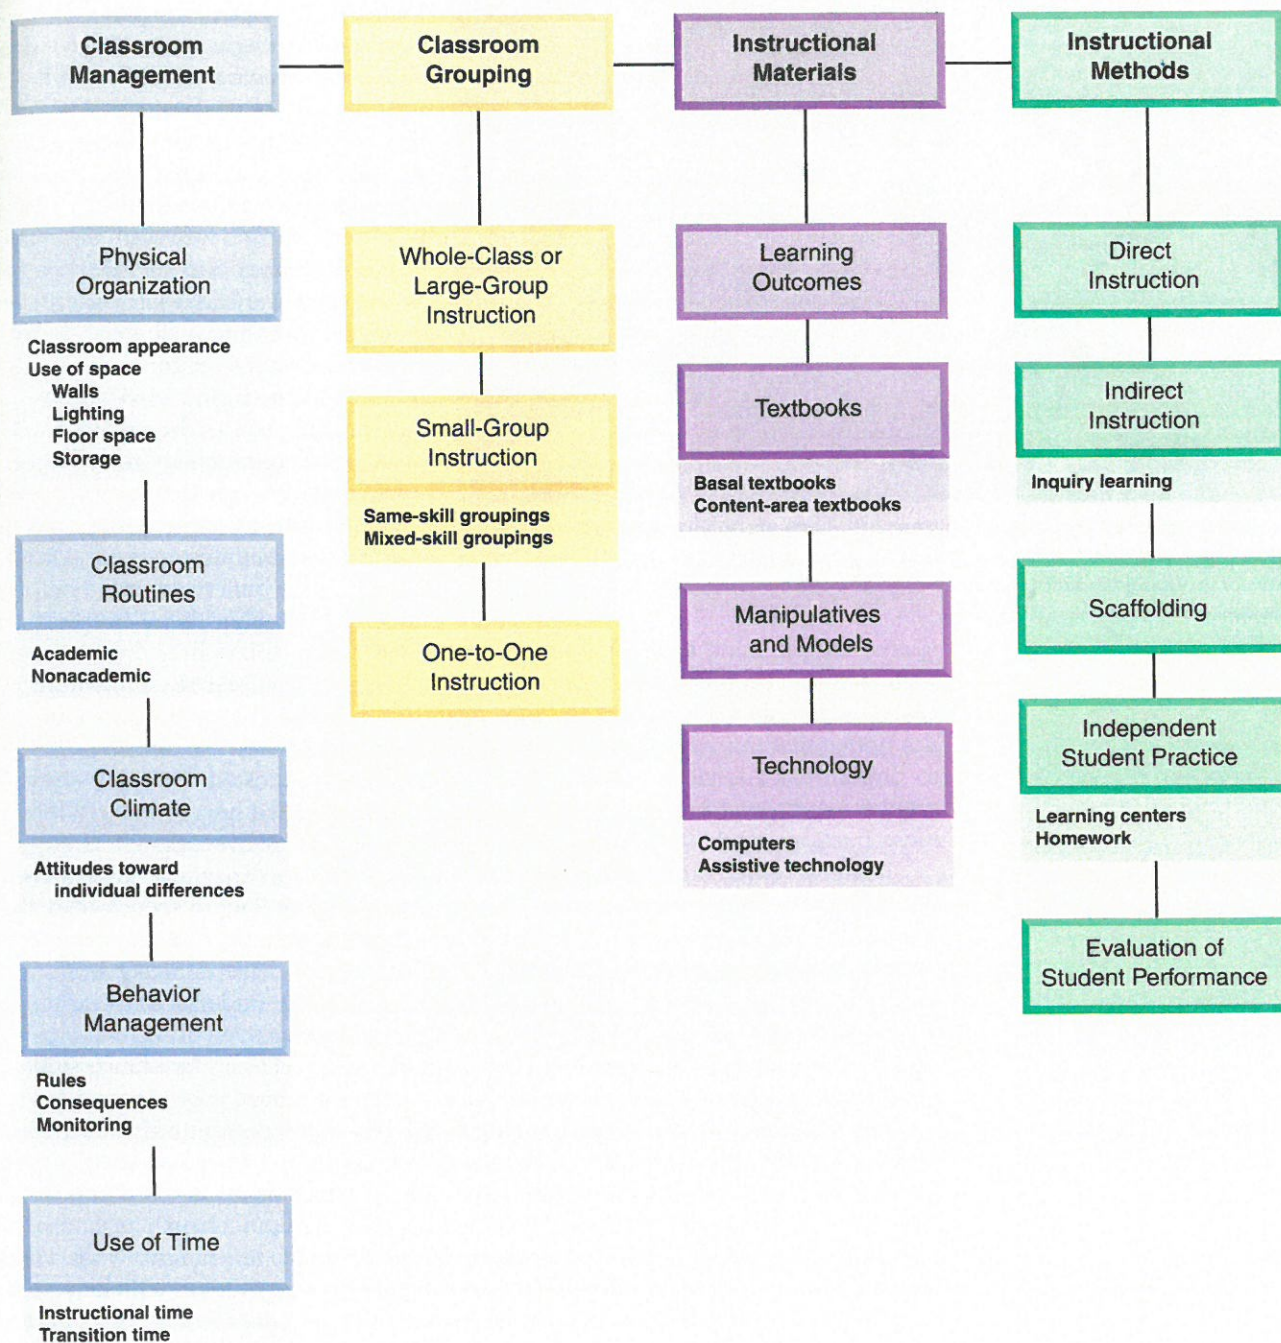 Classroom
Management
Physical
Organization
Classroom appearance
Use of space
Walls
Lighting
Floor space
Storage
Classroom
Routines
Academic
Nonacademic
Classroom
Climate
Attitudes toward
individual differences
Behavior
Management
Rules
Consequences
Monitoring
Use of Time
Instructional time
Transition time
Classroom
Grouping
Whole-Class or
Large-Group
Instruction
Small-Group
Instruction
Same-skill groupings
Mixed-skill groupings
One-to-One
Instruction
Instructional
Materials
Learning
Outcomes
Textbooks
Basal textbooks
Content-area textbooks
Manipulatives
and Models
Technology
Computers
Assistive technology
Instructional
Methods
Direct
Instruction
Indirect
Instruction
Inquiry learning
Scaffolding
Independent
Student Practice
Learning centers
Homework
Evaluation of
Student Performance